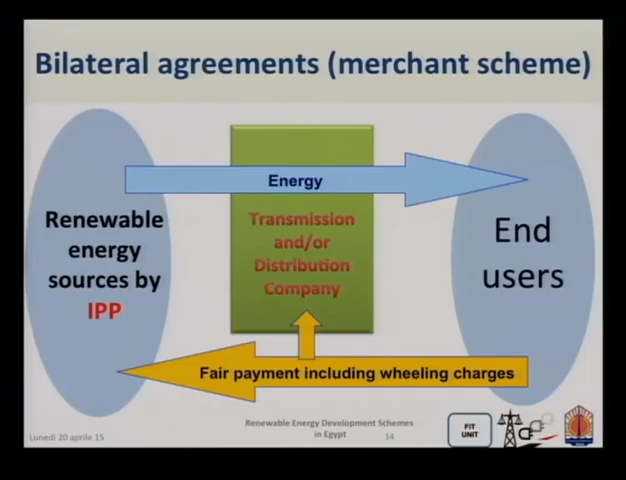 Bilateral agreements (merchant scheme)
Energy
Renewable
energy
sources by
IPP
Transmission
and/or
Distribution
Company
End
users
Fair payment including wheeling charges
Lunedì 20 aprile 15
Renewable Energy Development Schemes
in Egypt
14
FIT
UNIT